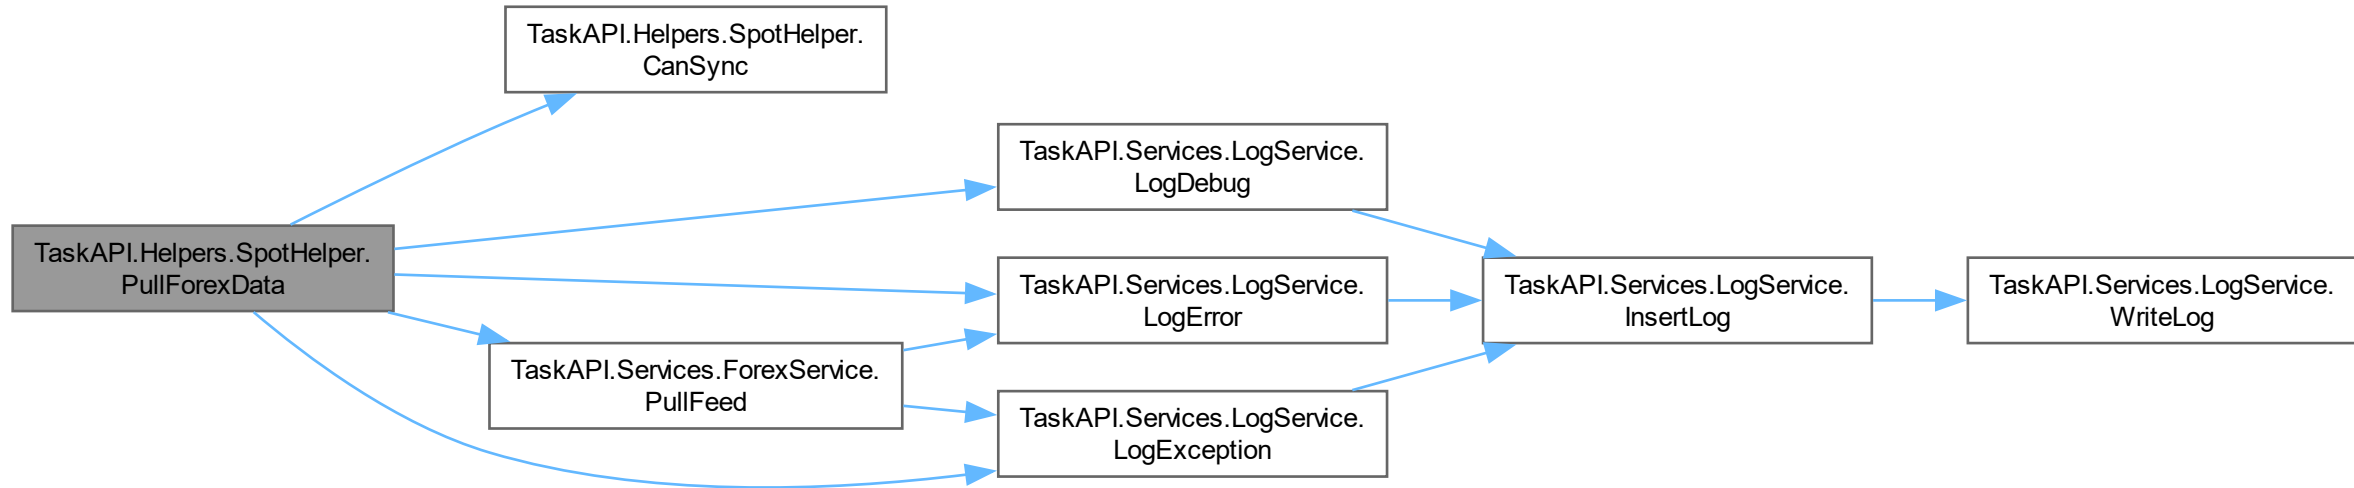 TaskAPI.Helpers.SpotHelper.
CanSync
TaskAPI.Services.LogService.
LogDebug
TaskAPI.Helpers.SpotHelper.
PullForexData
TaskAPI.Services.LogService.
LogError
TaskAPI.Services.LogService.
InsertLog
TaskAPI.Services.LogService.
WriteLog
TaskAPI.Services.ForexService.
PullFeed
TaskAPI.Services.LogService.
LogException